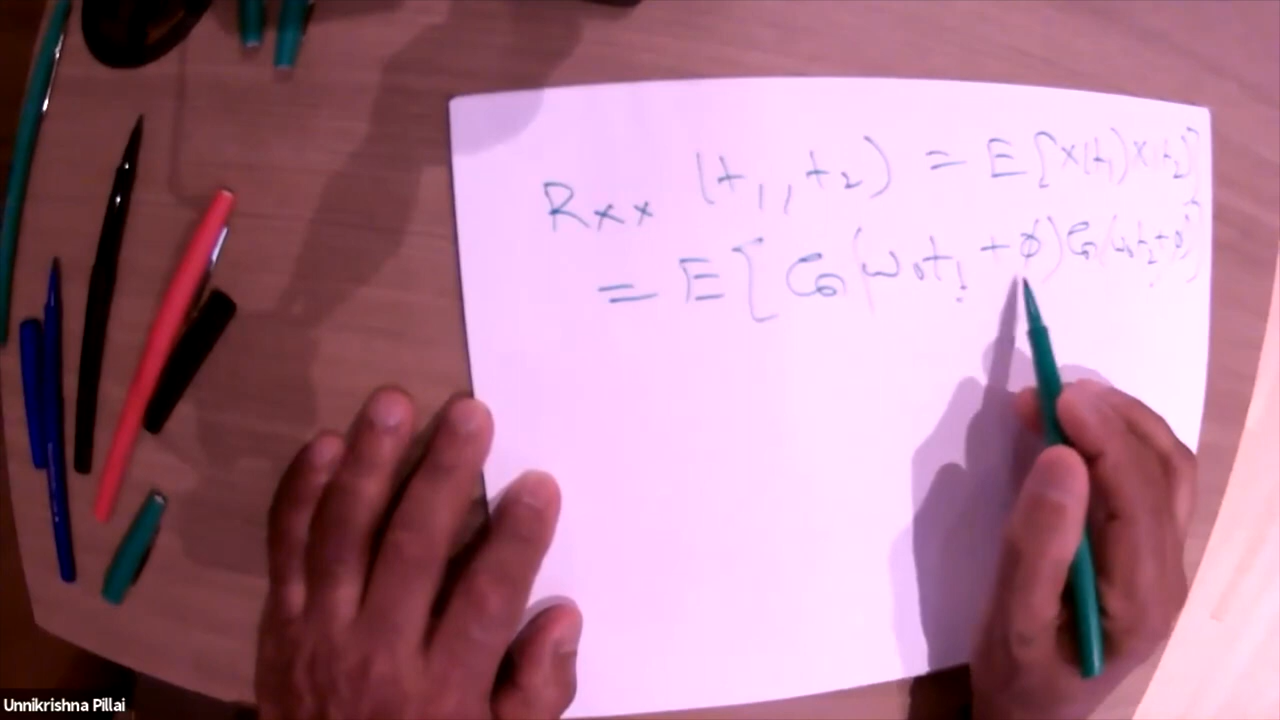 Rxx (t1, t2) = E[X(t1) X(t2)]
= E[Cos(ω0t1 + φ) Cos(ω0t2 + φ)]
Unnikrishna Pillai